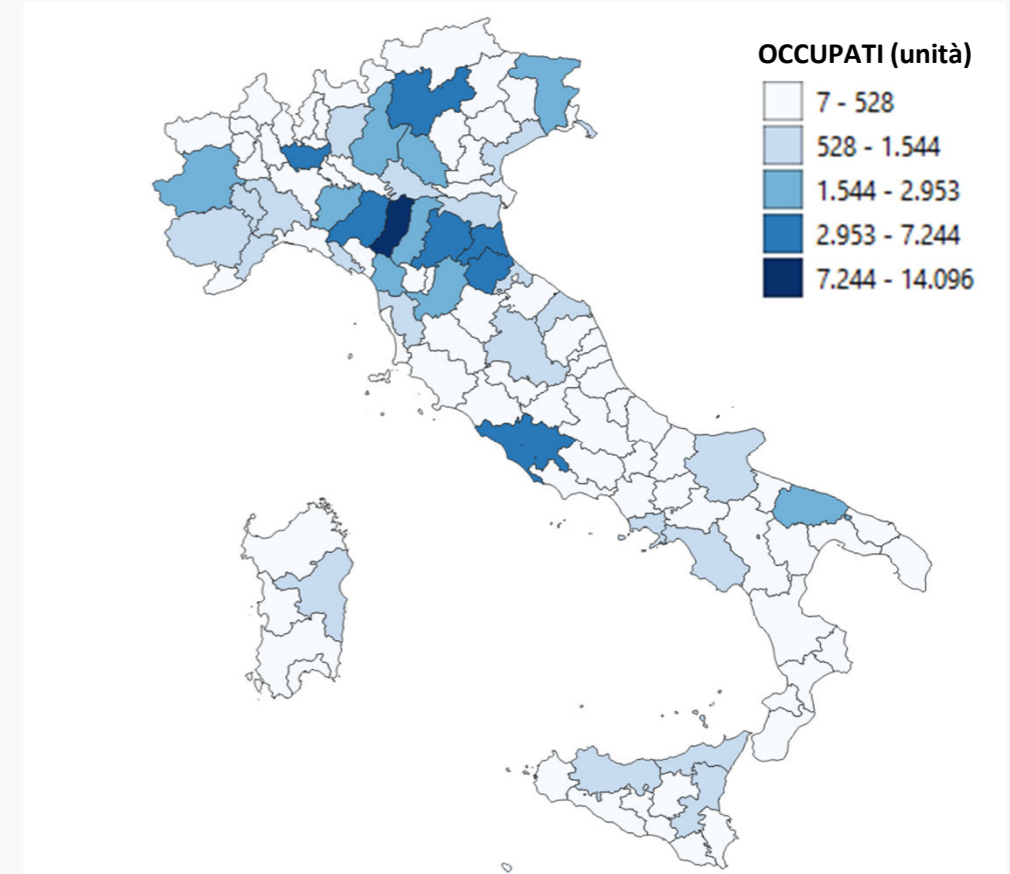 OCCUPATI (unità)
7 - 528
528 - 1.544
1.544 - 2.953
2.953 - 7.244
7.244 - 14.096